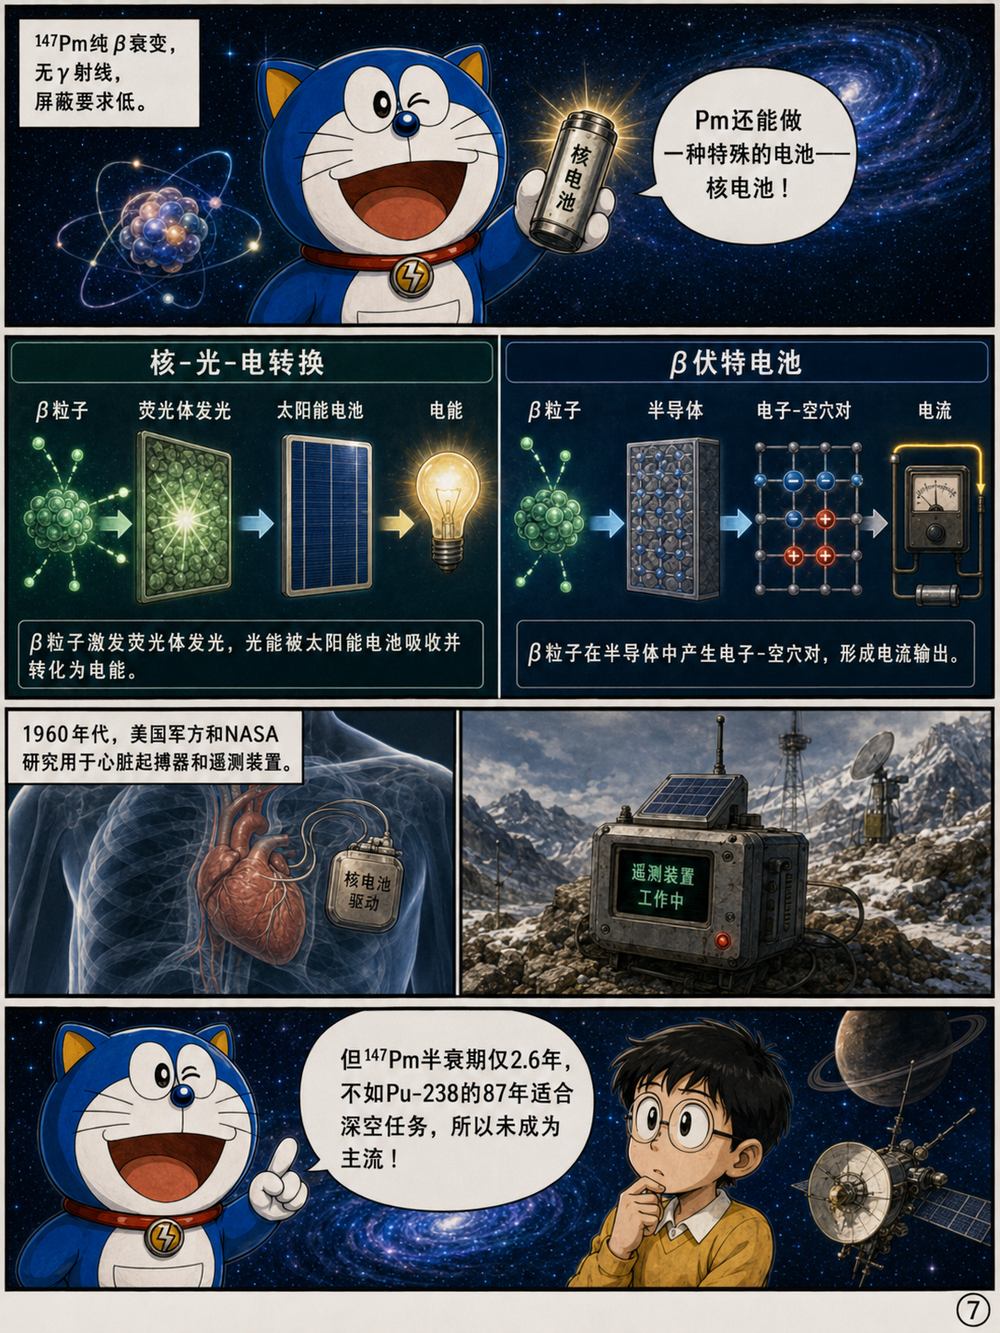 ¹⁴⁷Pm纯β衰变,
无γ射线,
屏蔽要求低。
核电池
Pm还能做
一种特殊的电池——
核电池！
核-光-电转换
β粒子 荧光体发光 太阳能电池 电能
β粒子激发荧光体发光，光能被太阳能电池吸收并
转化为电能。
β伏特电池
β粒子 半导体 电子-空穴对 电流
β粒子在半导体中产生电子-空穴对，形成电流输出。
1960年代，美国军方和NASA
研究用于心脏起搏器和遥测装置。
核电池
驱动
遥测装置
工作中
但¹⁴⁷Pm半衰期仅2.6年，
不如Pu-238的87年适合
深空任务，所以未成为
主流！
⑦